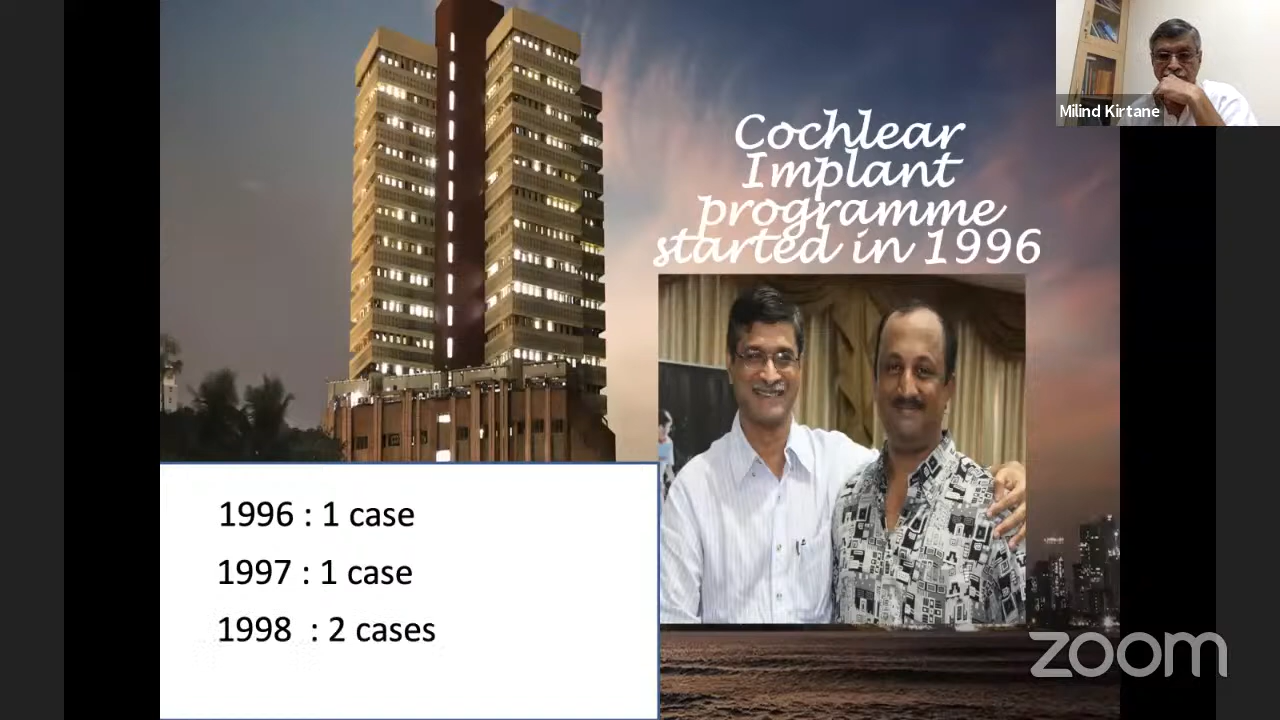 Milind Kirtane
Cochlear
Implant
programme
started in 1996
1996 : 1 case
1997 : 1 case
1998  : 2 cases
zoom